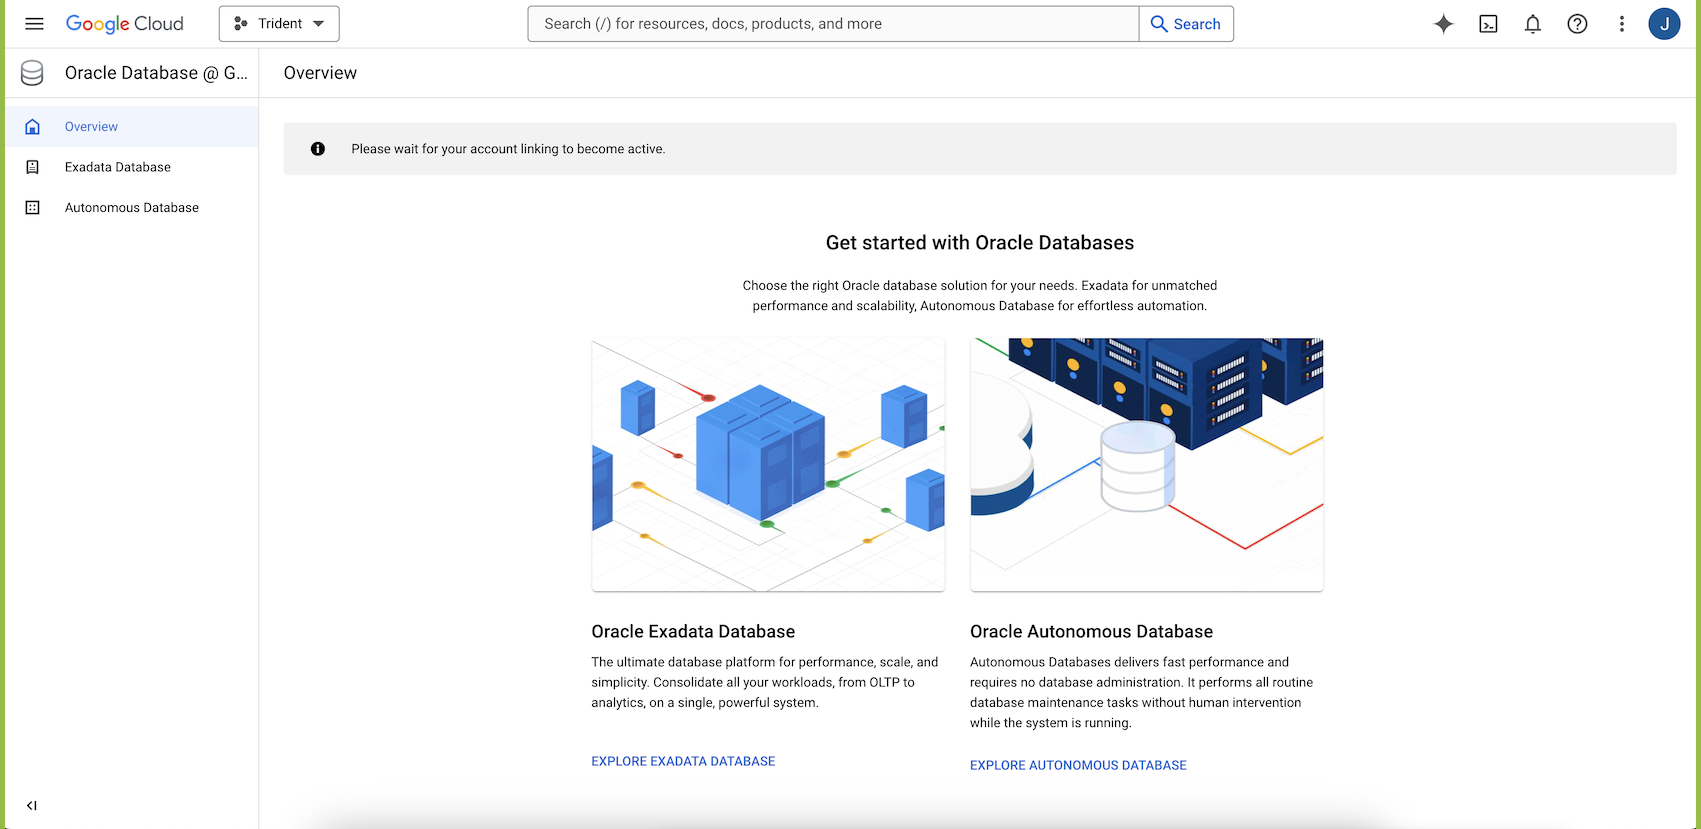 Google Cloud
Trident
Search (/) for resources, docs, products, and more
Search
J
Oracle Database @ G...
Overview
Overview
Exadata Database
Autonomous Database
Please wait for your account linking to become active.
Get started with Oracle Databases
Choose the right Oracle database solution for your needs. Exadata for unmatched
performance and scalability, Autonomous Database for effortless automation.
Oracle Exadata Database
The ultimate database platform for performance, scale, and
simplicity. Consolidate all your workloads, from OLTP to
analytics, on a single, powerful system.
EXPLORE EXADATA DATABASE
Oracle Autonomous Database
Autonomous Databases delivers fast performance and
requires no database administration. It performs all routine
database maintenance tasks without human intervention
while the system is running.
EXPLORE AUTONOMOUS DATABASE